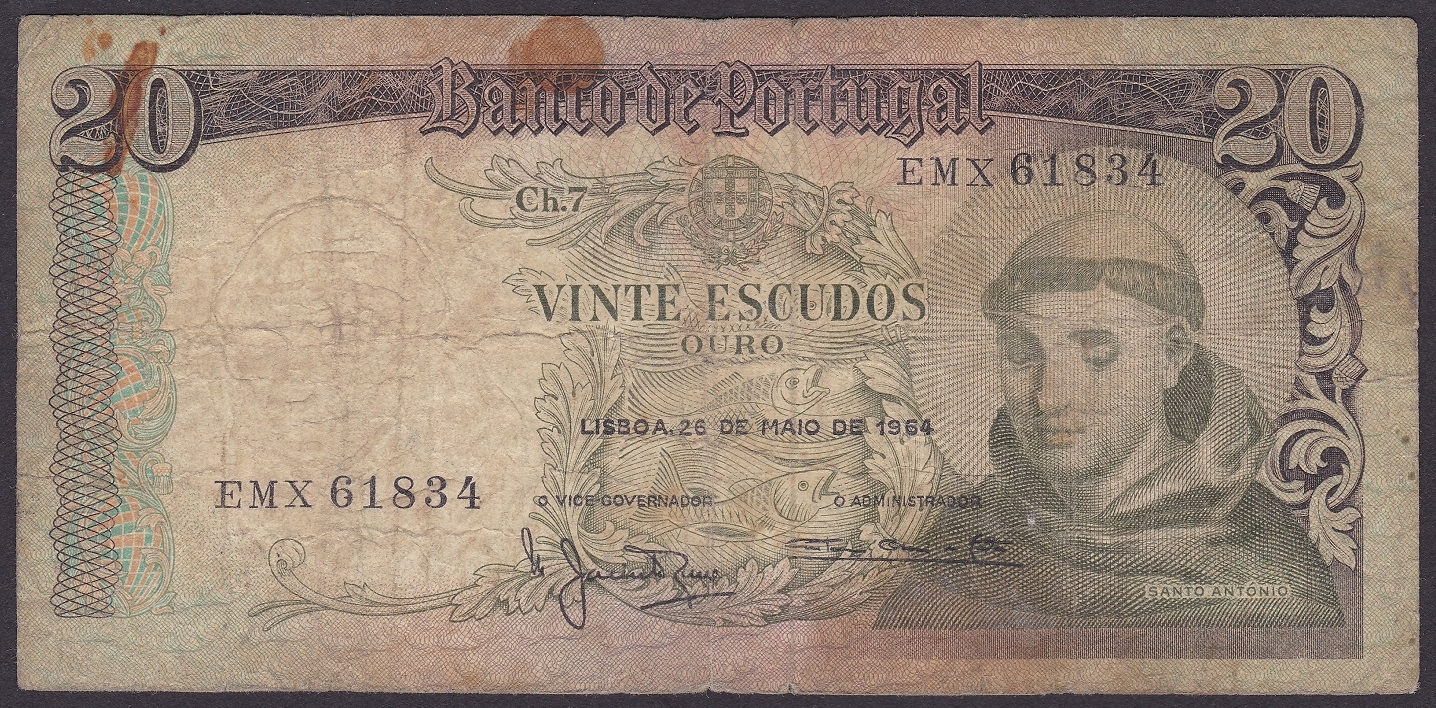 20 Banco de Portugal 20
EMX 61834
Ch.7
VINTE ESCUDOS
OURO
LISBOA, 26 DE MAIO DE 1964
EMX 61834
O VICE-GOVERNADOR
O ADMINISTRADOR
SANTO ANTÓNIO